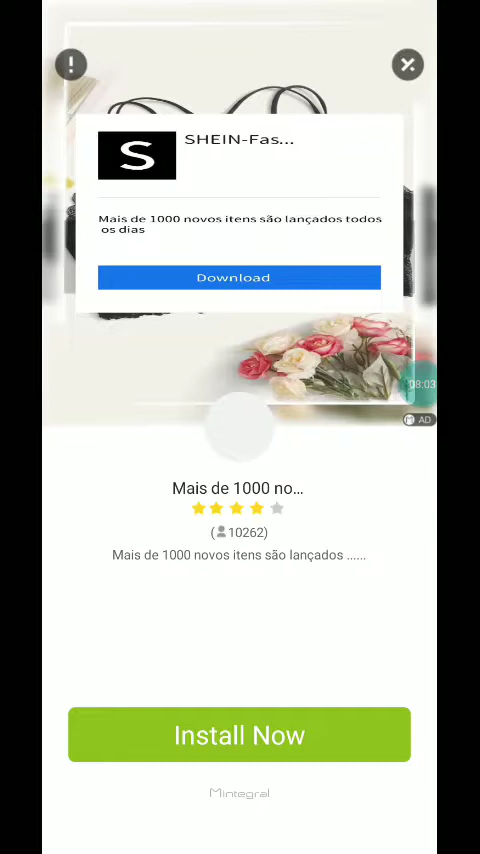 !
S
SHEIN-Fas...
Mais de 1000 novos itens são lançados todos
os dias
Download
08:03
M AD
Mais de 1000 no...
(10262)
Mais de 1000 novos itens são lançados ......
Install Now
Mintegral